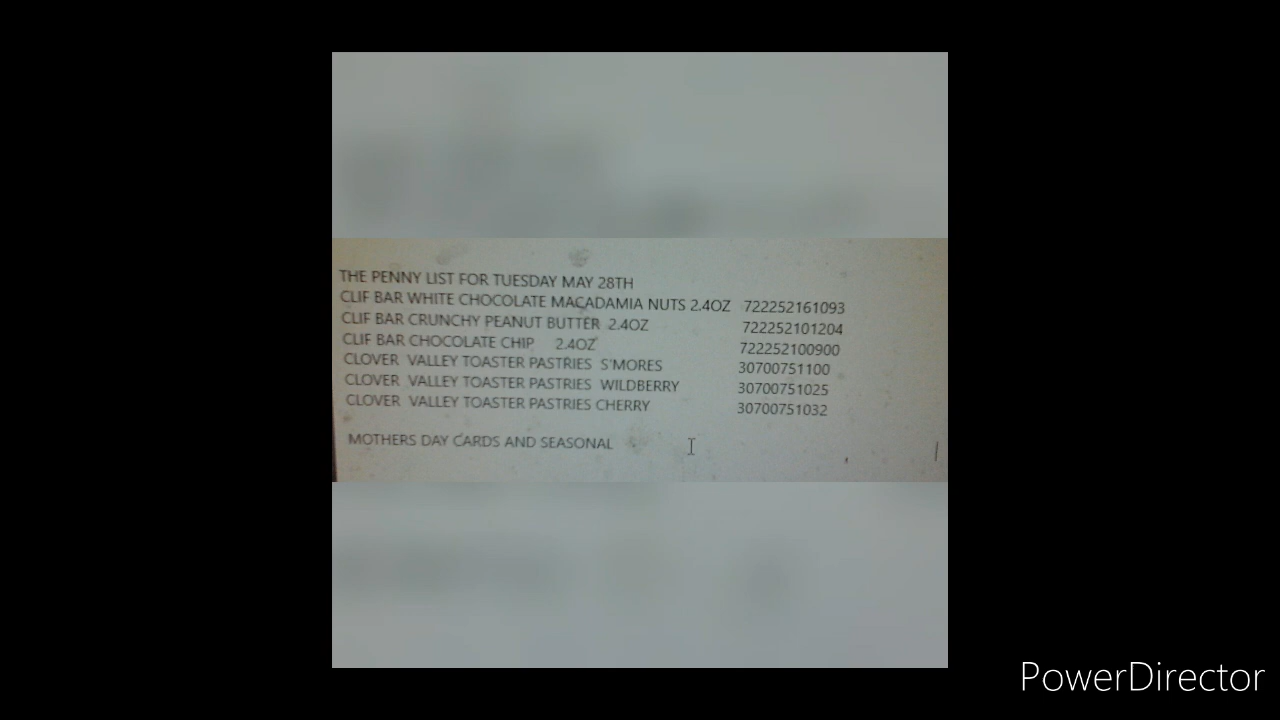 THE PENNY LIST FOR TUESDAY MAY 28TH
CLIF BAR WHITE CHOCOLATE MACADAMIA NUTS 2.4OZ 722252161093
CLIF BAR CRUNCHY PEANUT BUTTER 2.4OZ 722252101204
CLIF BAR CHOCOLATE CHIP 2.4OZ 722252100900
CLOVER VALLEY TOASTER PASTRIES S'MORES 30700751100
CLOVER VALLEY TOASTER PASTRIES WILDBERRY 30700751025
CLOVER VALLEY TOASTER PASTRIES CHERRY 30700751032
MOTHERS DAY CARDS AND SEASONAL
PowerDirector